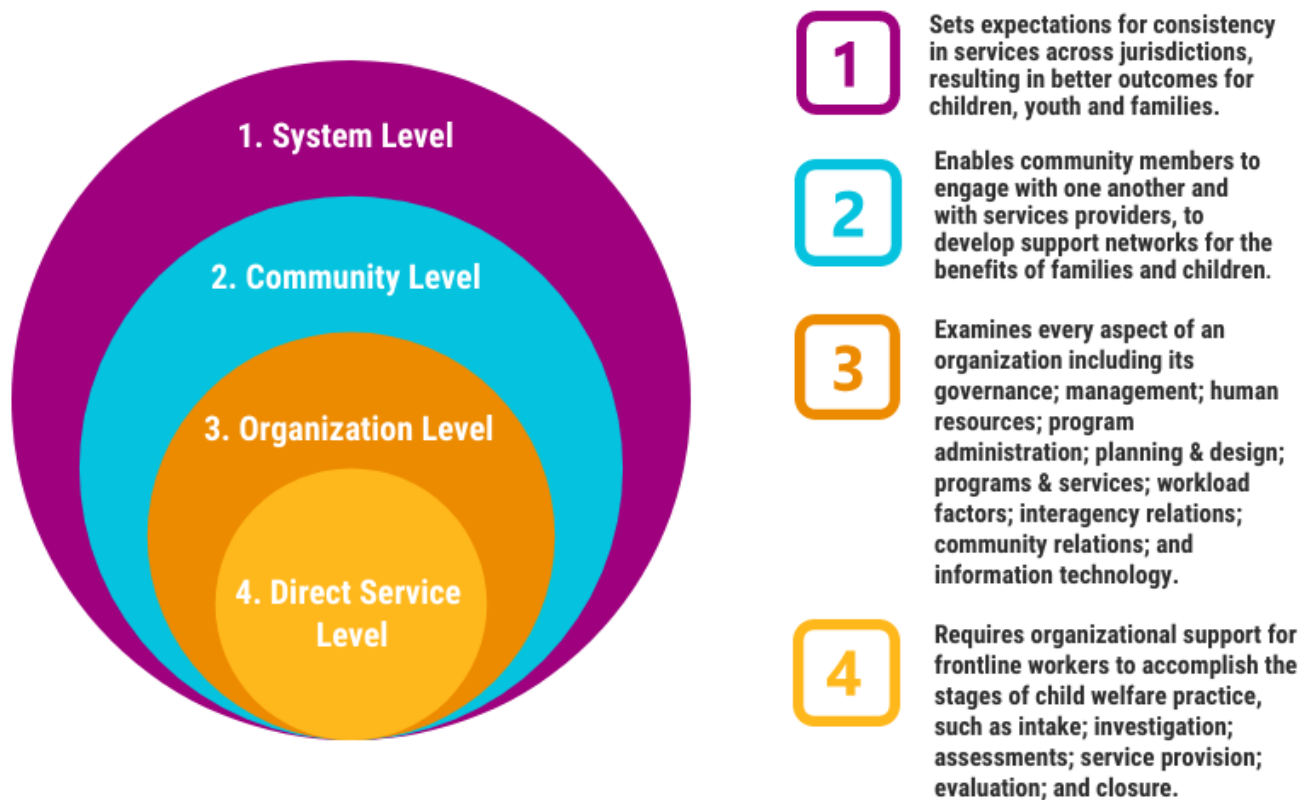 1. System Level
2. Community Level
3. Organization Level
4. Direct Service
Level
1
Sets expectations for consistency
in services across jurisdictions,
resulting in better outcomes for
children, youth and families.
2
Enables community members to
engage with one another and
with services providers, to
develop support networks for the
benefits of families and children.
3
Examines every aspect of an
organization including its
governance; management; human
resources; program
administration; planning & design;
programs & services; workload
factors; interagency relations;
community relations; and
information technology.
4
Requires organizational support for
frontline workers to accomplish the
stages of child welfare practice,
such as intake; investigation;
assessments; service provision;
evaluation; and closure.